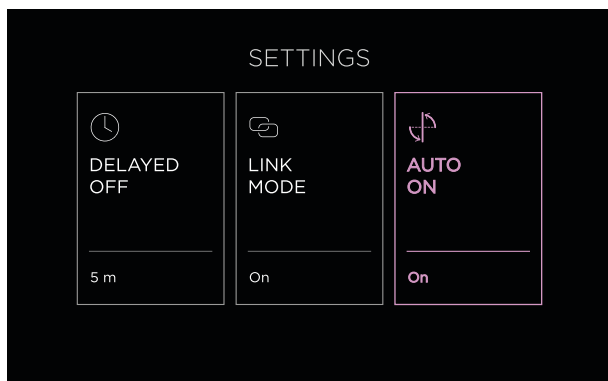 SETTINGS
DELAYED
OFF
5 m
LINK
MODE
On
AUTO
ON
On